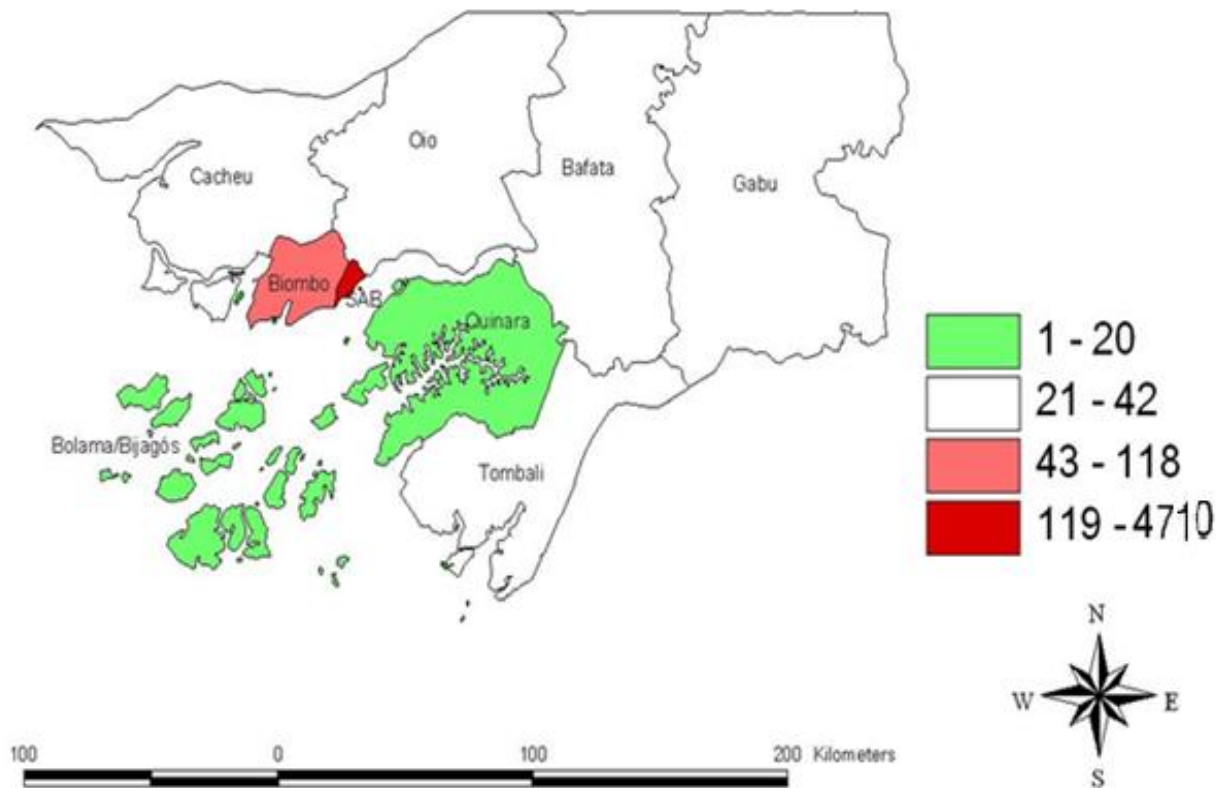 Oio
Cacheu
Bafata
Gabu
Biombo
SAB
Quinara
Bolama/Bijagós
Tombali
1 - 20
21 - 42
43 - 118
119 - 4710
N
W E
S
100 0 100 200 Kilometers